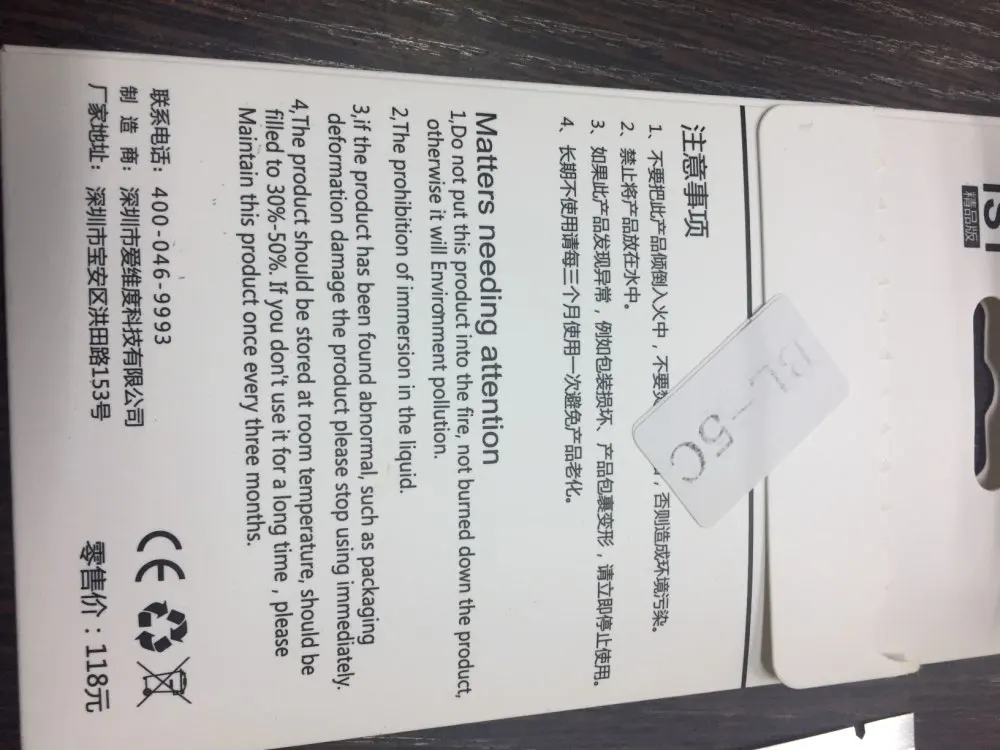 精品版
BL-5C
注意事项
1、不要把此产品倾倒入火中，不要 ，否则造成环境污染。
2、禁止将产品放在水中。
3、如果此产品发现异常，例如包装损坏、产品包裹变形，请立即停止使用。
4、长期不使用请每三个月使用一次避免产品老化。
Matters needing attention
1,Do not put this product into the fire, not burned down the product,
otherwise it will Environment pollution.
2,The prohibition of immersion in the liquid.
3,if the product has been found abnormal, such as packaging
deformation damage the product please stop using immediately.
4,The product should be stored at room temperature, should be
filled to 30%-50%. If you don't use it for a long time , please
Maintain this product once every three months.
联系电话：400-046-9993
制 造 商：深圳市爱维度科技有限公司
厂家地址：深圳市宝安区洪田路153号
CE
零售价：118元